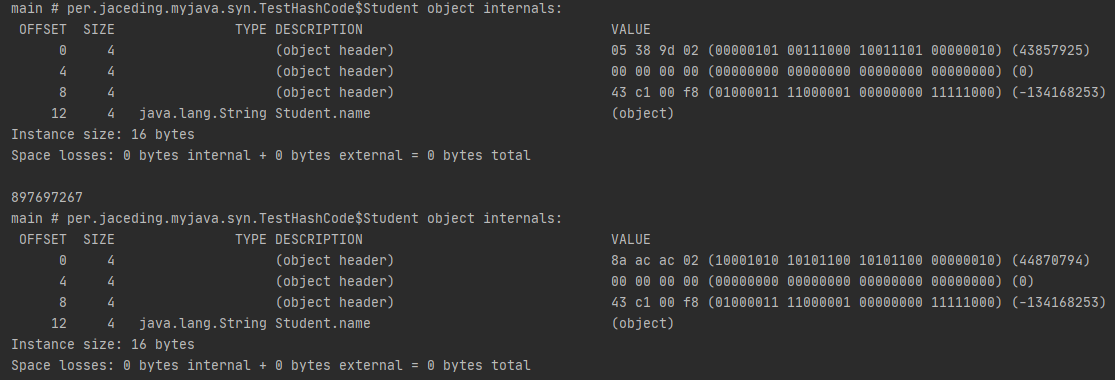 main # per.jaceding.myjava.syn.TestHashCode$Student object internals:
 OFFSET  SIZE               TYPE DESCRIPTION                               VALUE
      0     4                    (object header)                           05 38 9d 02 (00000101 00111000 10011101 00000010) (43857925)
      4     4                    (object header)                           00 00 00 00 (00000000 00000000 00000000 00000000) (0)
      8     4                    (object header)                           43 c1 00 f8 (01000011 11000001 00000000 11111000) (-134168253)
     12     4   java.lang.String Student.name                              (object)
Instance size: 16 bytes
Space losses: 0 bytes internal + 0 bytes external = 0 bytes total
897697267
main # per.jaceding.myjava.syn.TestHashCode$Student object internals:
 OFFSET  SIZE               TYPE DESCRIPTION                               VALUE
      0     4                    (object header)                           8a ac ac 02 (10001010 10101100 10101100 00000010) (44870794)
      4     4                    (object header)                           00 00 00 00 (00000000 00000000 00000000 00000000) (0)
      8     4                    (object header)                           43 c1 00 f8 (01000011 11000001 00000000 11111000) (-134168253)
     12     4   java.lang.String Student.name                              (object)
Instance size: 16 bytes
Space losses: 0 bytes internal + 0 bytes external = 0 bytes total